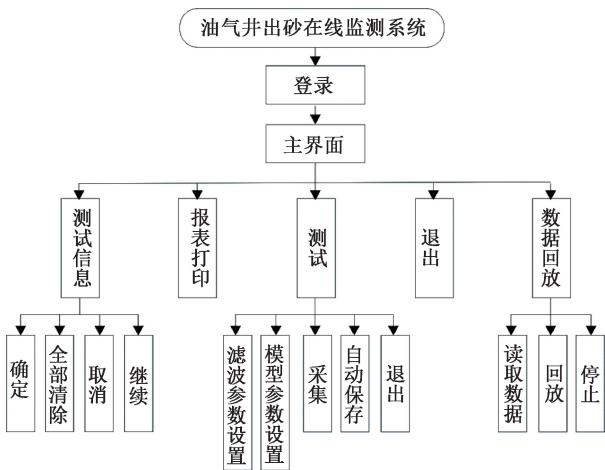 油气井出砂在线监测系统
登录
主界面
测试信息
报表打印
测试
退出
数据回放
确定
全部清除
取消
继续
滤波参数设置
模型参数设置
采集
自动保存
退出
读取数据
回放
停止